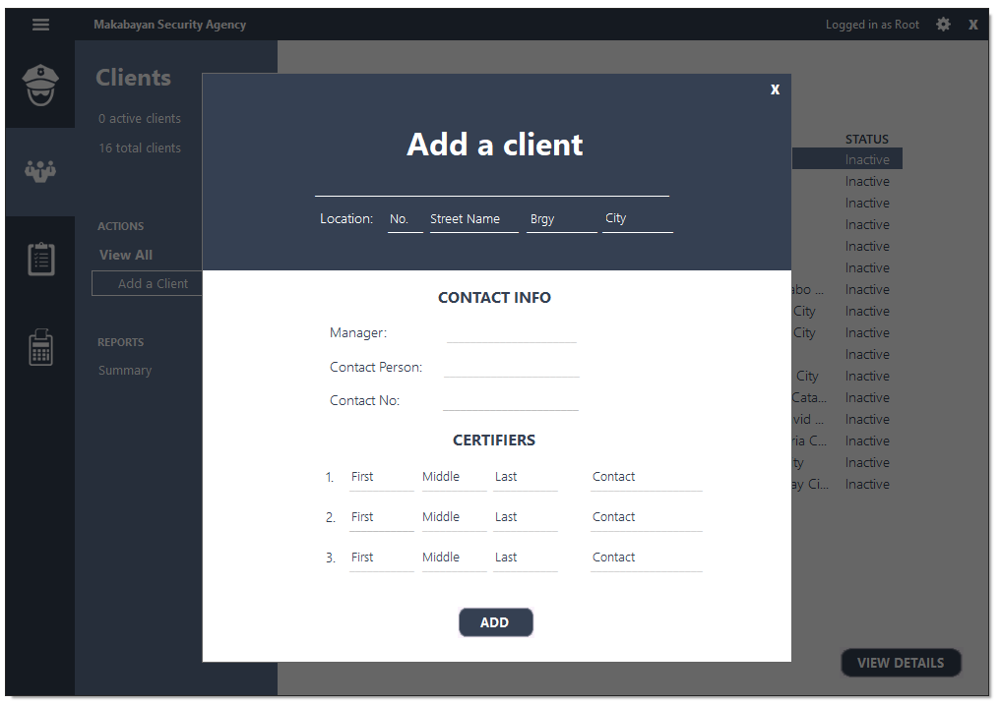 Makabayan Security Agency
Logged in as Root
X
Clients
0 active clients
16 total clients
ACTIONS
View All
Add a Client
REPORTS
Summary
X
Add a client
Location: No. Street Name Brgy City
CONTACT INFO
Manager:
Contact Person:
Contact No:
CERTIFIERS
1. First Middle Last Contact
2. First Middle Last Contact
3. First Middle Last Contact
ADD
STATUS
Inactive
Inactive
Inactive
Inactive
Inactive
Inactive
abo ... Inactive
City Inactive
City Inactive
Inactive
City Inactive
Cata... Inactive
vid ... Inactive
ria C... Inactive
ty Inactive
ay Ci... Inactive
VIEW DETAILS